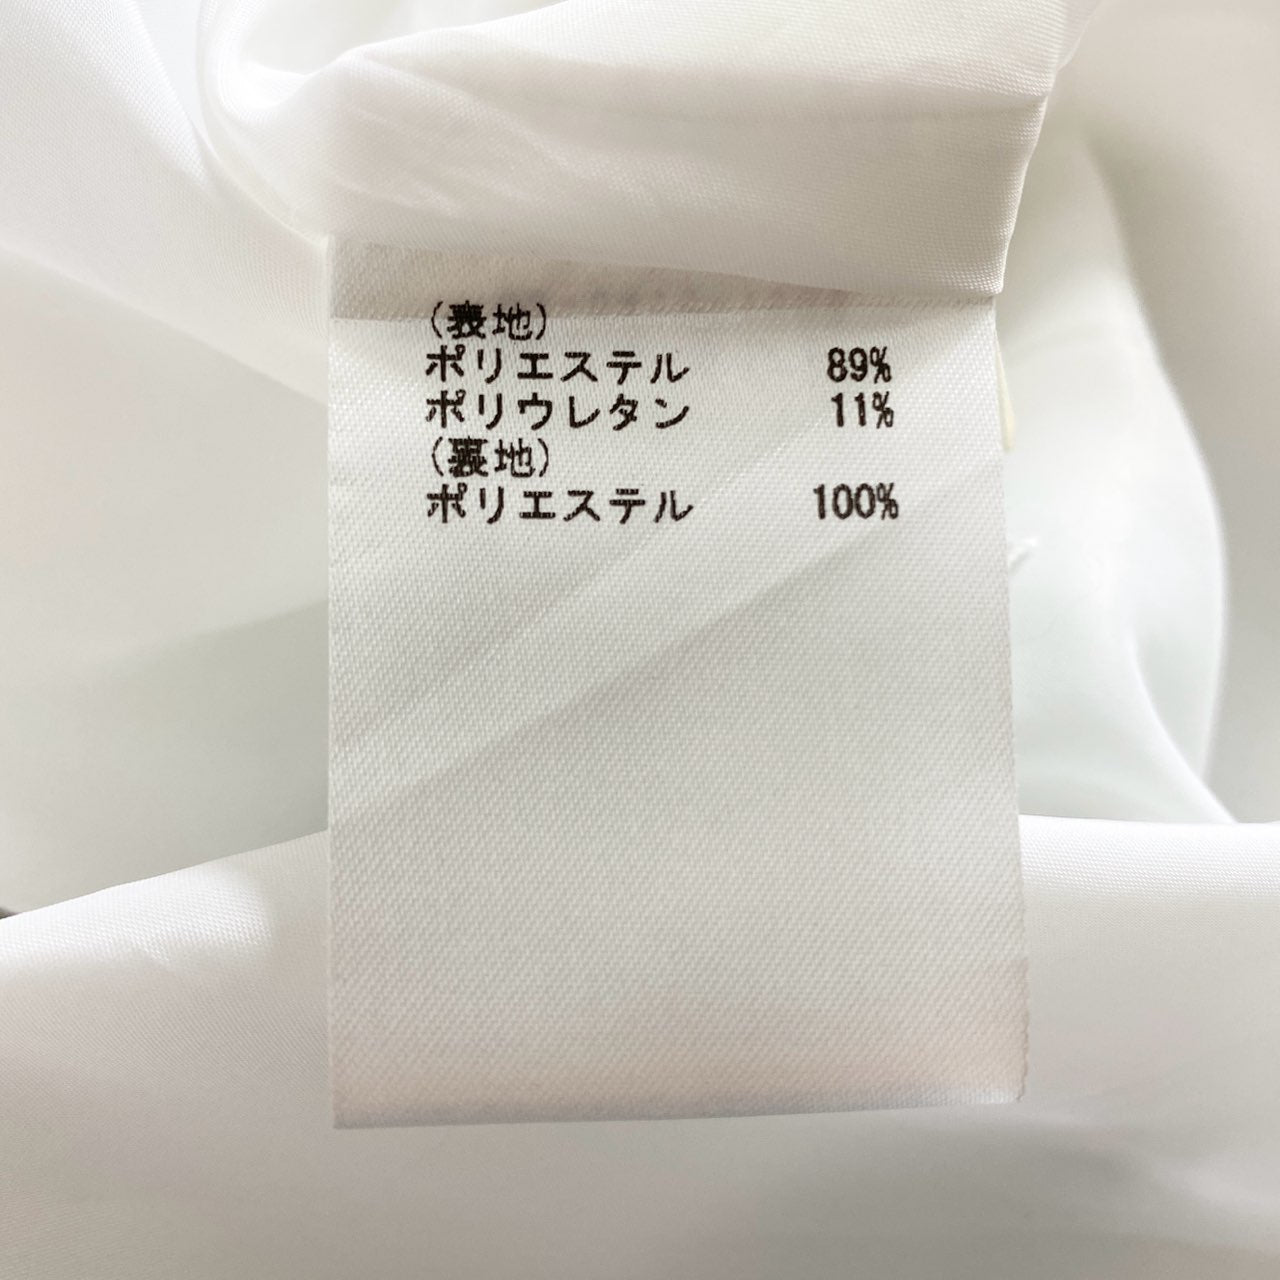 (表地)
ポリエステル 89%
ポリウレタン 11%
(裏地)
ポリエステル 100%